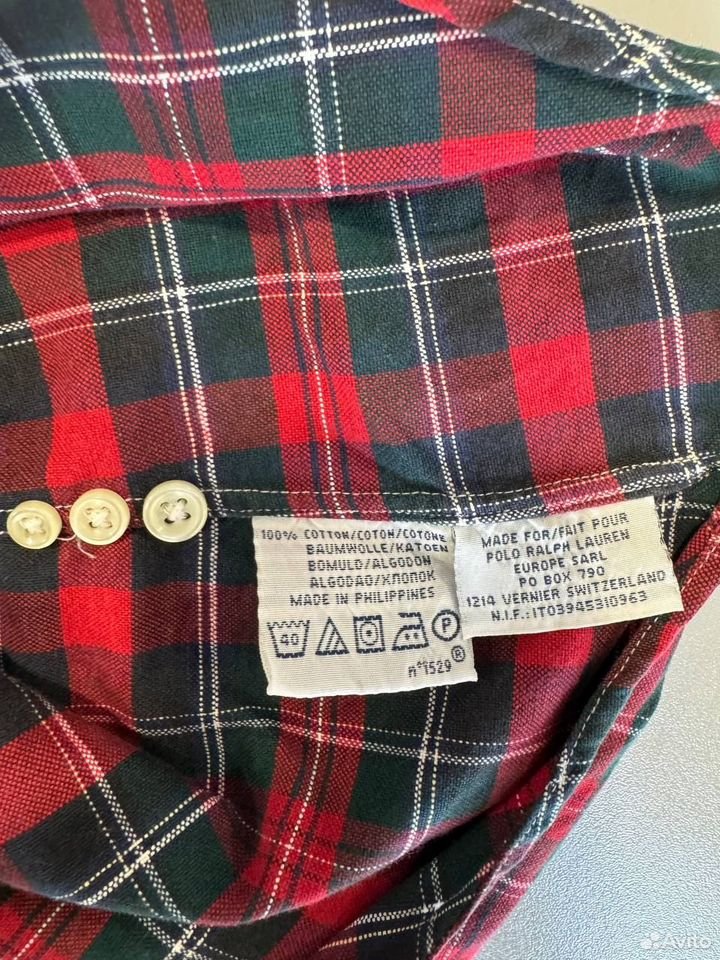 100% COTTON/COTON/COTONE
BAUMWOLLE/KATOEN
BOMULD/ALGODON
ALGODAO/ХЛОПОК
MADE IN PHILIPPINES
40 P
n°1529 ®
MADE FOR/FAIT POUR
POLO RALPH LAUREN
EUROPE SARL
PO BOX 790
1214 VERNIER SWITZERLAND
N.I.F.:IT03945310963
Avito